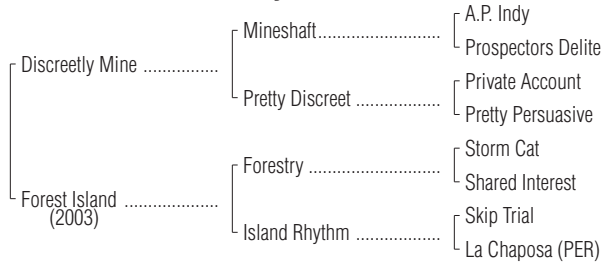 A.P. Indy
Mineshaft
Prospectors Delite
Discreetly Mine
Private Account
Pretty Discreet
Pretty Persuasive
Storm Cat
Forestry
Shared Interest
Forest Island
(2003)
Skip Trial
Island Rhythm
La Chaposa (PER)